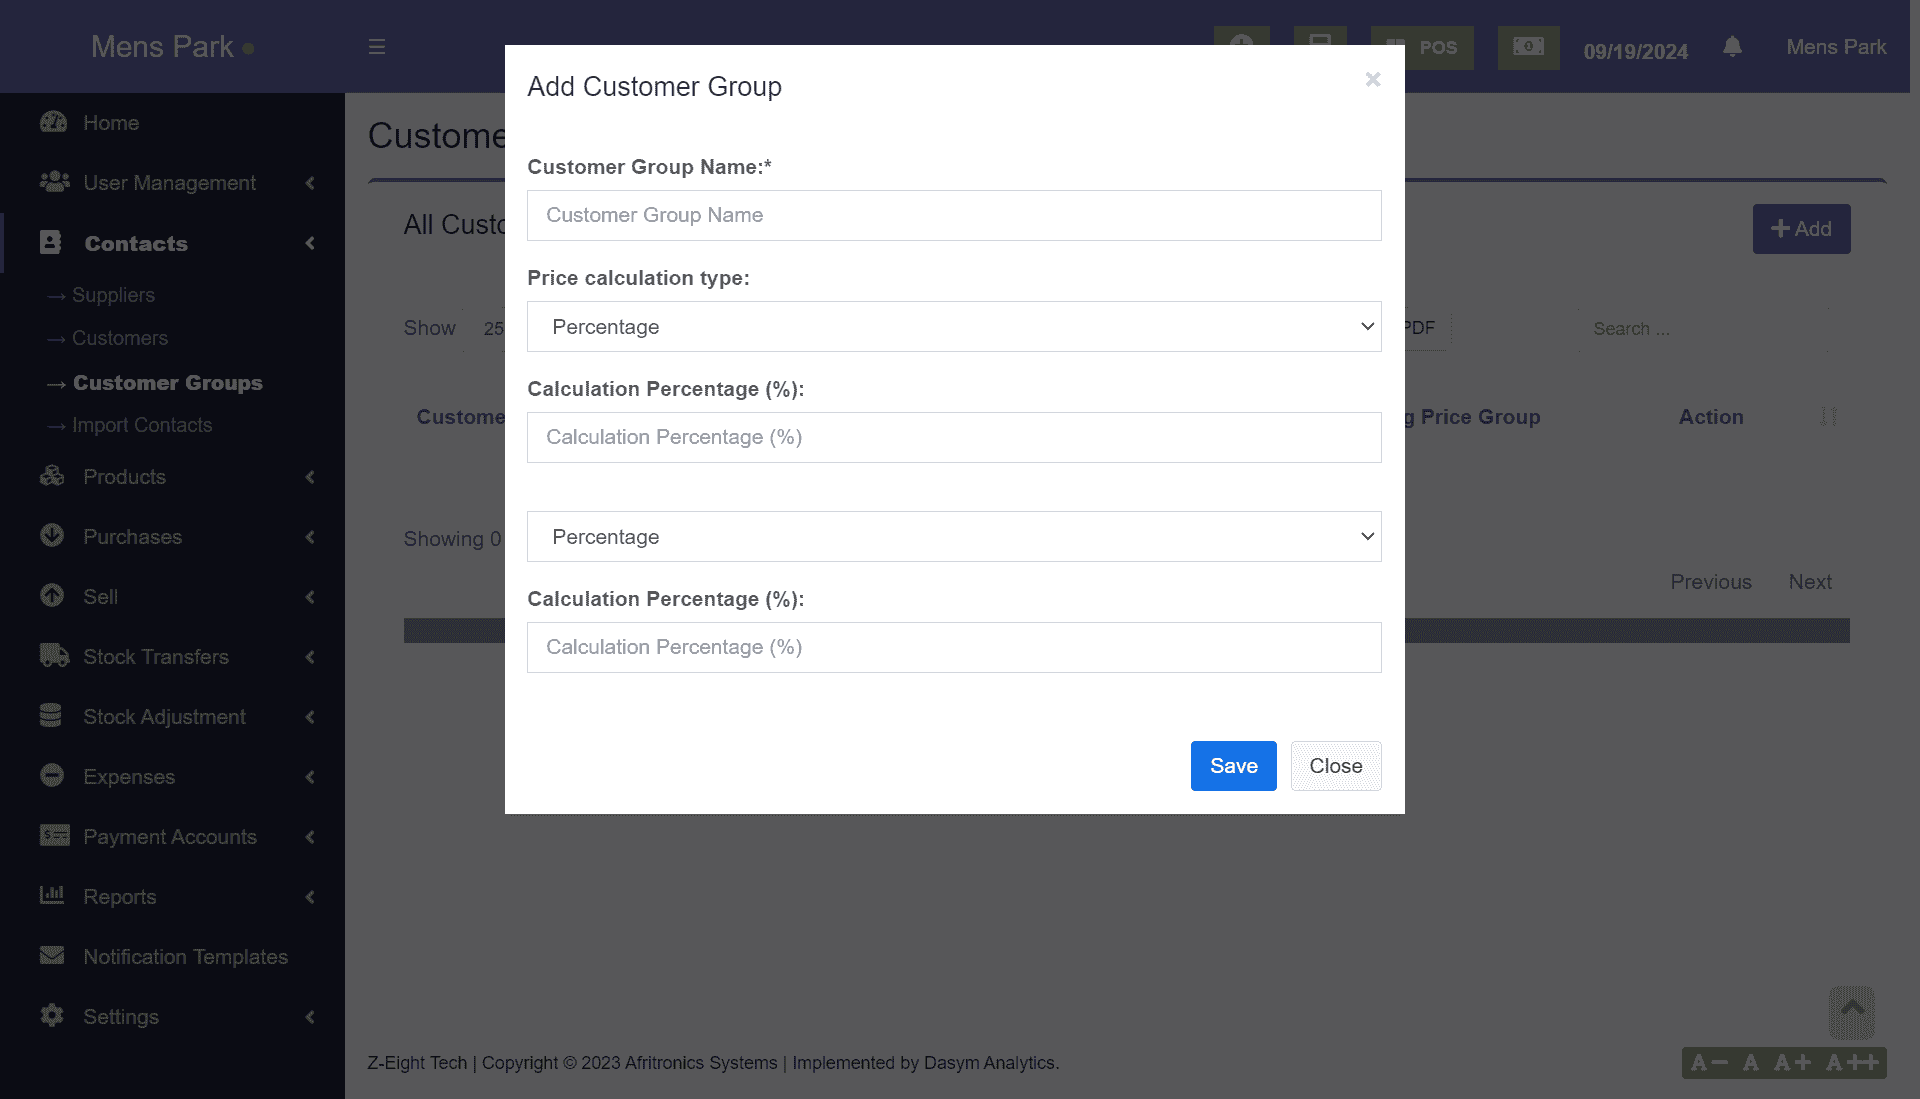 Mens Park
POS
09/19/2024
Mens Park
Home
User Management
Contacts
→ Suppliers
→ Customers
→ Customer Groups
→ Import Contacts
Products
Purchases
Sell
Stock Transfers
Stock Adjustment
Expenses
Payment Accounts
Reports
Notification Templates
Settings
Add Customer Group
×
Customer Group Name:*
Customer Group Name
Price calculation type:
Percentage
Calculation Percentage (%):
Calculation Percentage (%)
Percentage
Calculation Percentage (%):
Calculation Percentage (%)
Save Close
+ Add
Show 25
PDF
Search ...
Price Group
Action
Showing 0
Previous Next
Z-Eight Tech | Copyright © 2023 Afritronics Systems | Implemented by Dasym Analytics.
A− A A+ A++